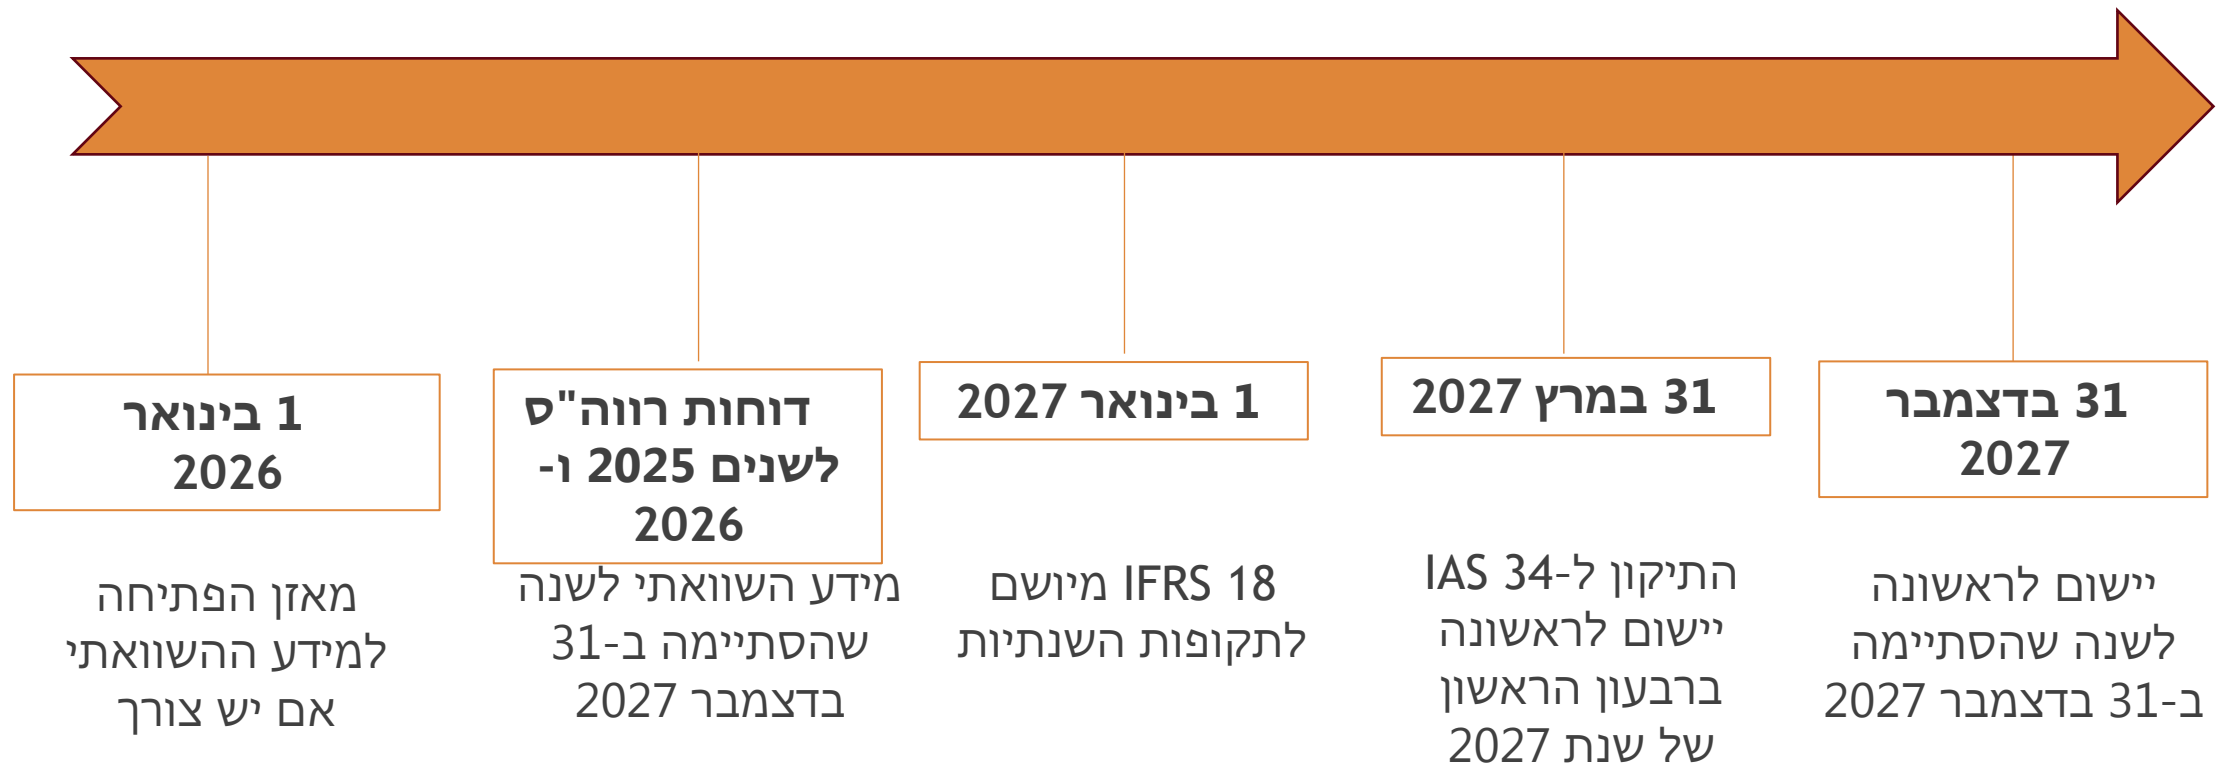 1 בינואר
2026
מאזן הפתיחה
למידע ההשוואתי
אם יש צורך
דוחות רווה"ס
לשנים 2025 ו-
2026
מידע השוואתי לשנה
שהסתיימה ב-31
בדצמבר 2027
1 בינואר 2027
IFRS 18 מיושם
לתקופות השנתיות
31 במרץ 2027
התיקון ל-IAS 34
יישום לראשונה
ברבעון הראשון
של שנת 2027
31 בדצמבר
2027
יישום לראשונה
לשנה שהסתיימה
ב-31 בדצמבר 2027